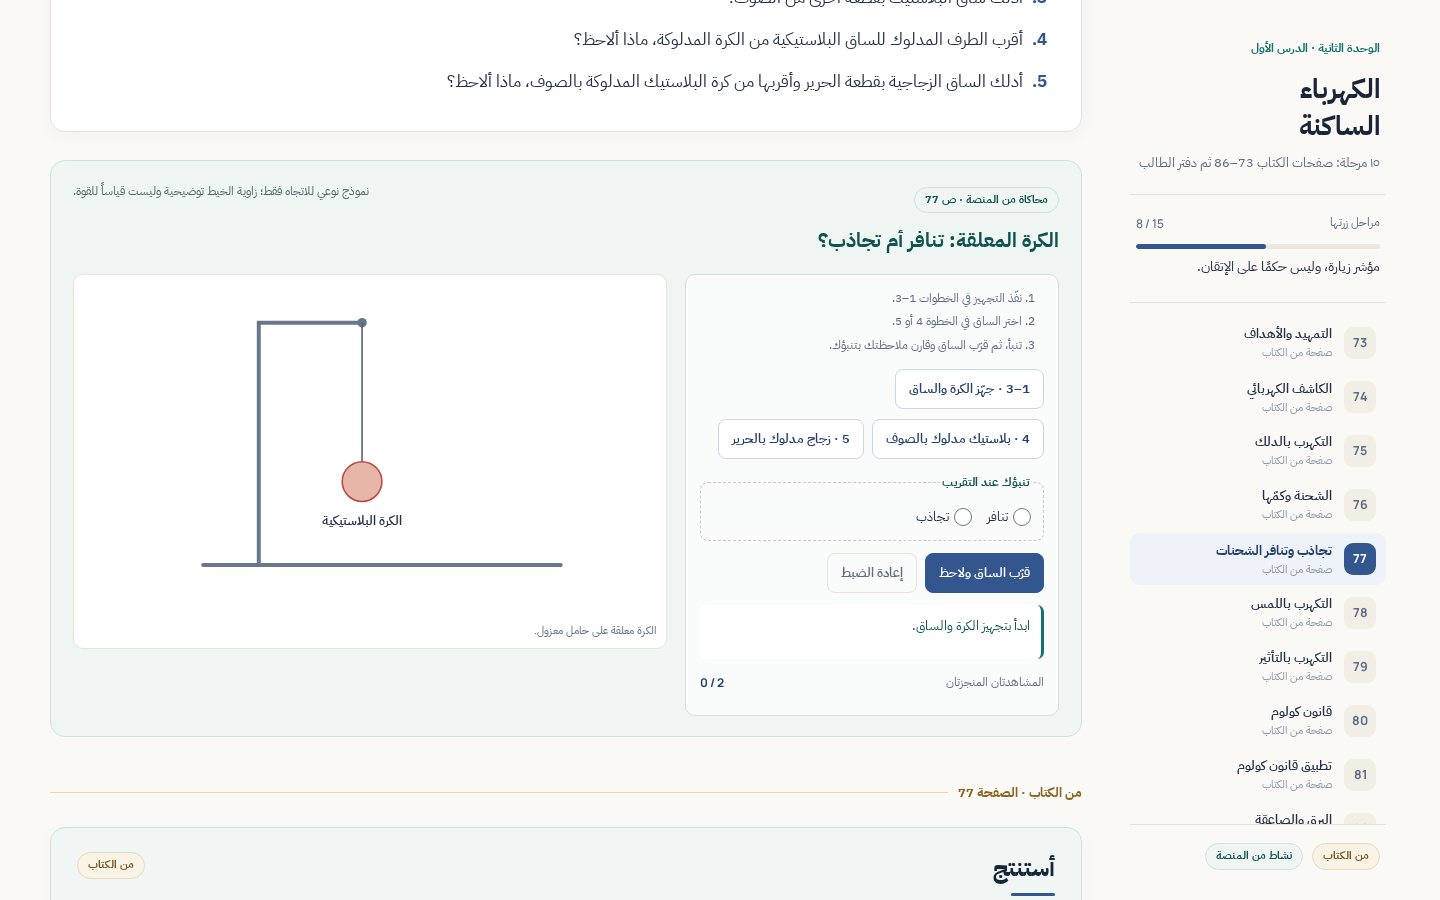 الوحدة الثانية · الدرس الأول
الكهرباء
الساكنة
١٥ مرحلة: صفحات الكتاب 73–86 ثم دفتر الطالب
مراحل زرتها
8 / 15
مؤشر زيارة، وليس حكمًا على الإتقان.
73
التمهيد والأهداف
صفحة من الكتاب
74
الكاشف الكهربائي
صفحة من الكتاب
75
التكهرب بالدلك
صفحة من الكتاب
76
الشحنة وكمّها
صفحة من الكتاب
77
تجاذب وتنافر الشحنات
صفحة من الكتاب
78
التكهرب باللمس
صفحة من الكتاب
79
التكهرب بالتأثير
صفحة من الكتاب
80
قانون كولوم
صفحة من الكتاب
81
تطبيق قانون كولوم
صفحة من الكتاب
البرق والصاعقة
من الكتاب
نشاط من المنصة
3. أدلك ساق البلاستيك بقطعة أخرى من الصوف.
4. أقرب الطرف المدلوك للساق البلاستيكية من الكرة المدلوكة، ماذا ألاحظ؟
5. أدلك الساق الزجاجية بقطعة الحرير وأقربها من كرة البلاستيك المدلوكة بالصوف، ماذا ألاحظ؟
محاكاة من المنصة · ص 77
نموذج نوعي للاتجاه فقط؛ زاوية الخيط توضيحية وليست قياساً للقوة.
الكرة المعلقة: تنافر أم تجاذب؟
1. نفّذ التجهيز في الخطوات 1–3.
2. اختر الساق في الخطوة 4 أو 5.
3. تنبأ، ثم قرّب الساق وقارن ملاحظتك بتنبؤك.
1–3 · جهّز الكرة والساق
4 · بلاستيك مدلوك بالصوف
5 · زجاج مدلوك بالحرير
تنبؤك عند التقريب
تنافر
تجاذب
قرّب الساق ولاحظ
إعادة الضبط
ابدأ بتجهيز الكرة والساق.
المشاهدتان المنجزتان
0 / 2
الكرة البلاستيكية
الكرة معلقة على حامل معزول.
من الكتاب · الصفحة 77
أستنتج
من الكتاب